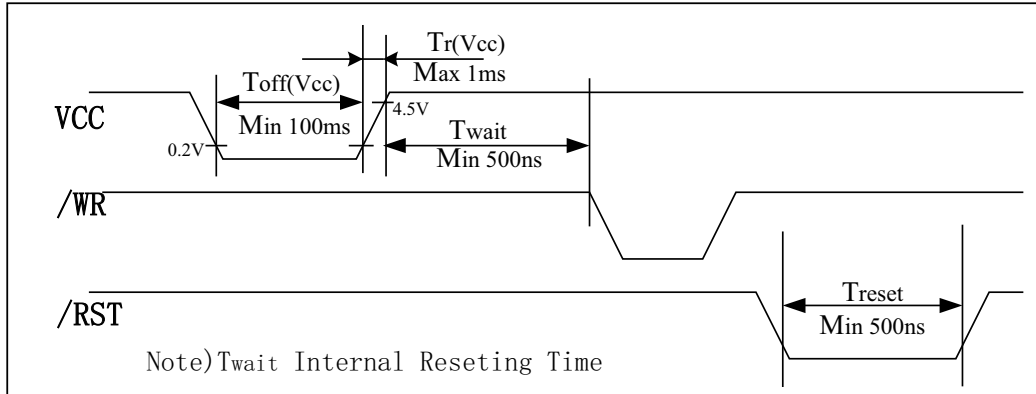 Tr(Vcc)
Max 1ms
Toff(Vcc)
Min 100ms
VCC
4.5V
0.2V
Twait
Min 500ns
/WR
Treset
Min 500ns
/RST
Note)Twait Internal Reseting Time